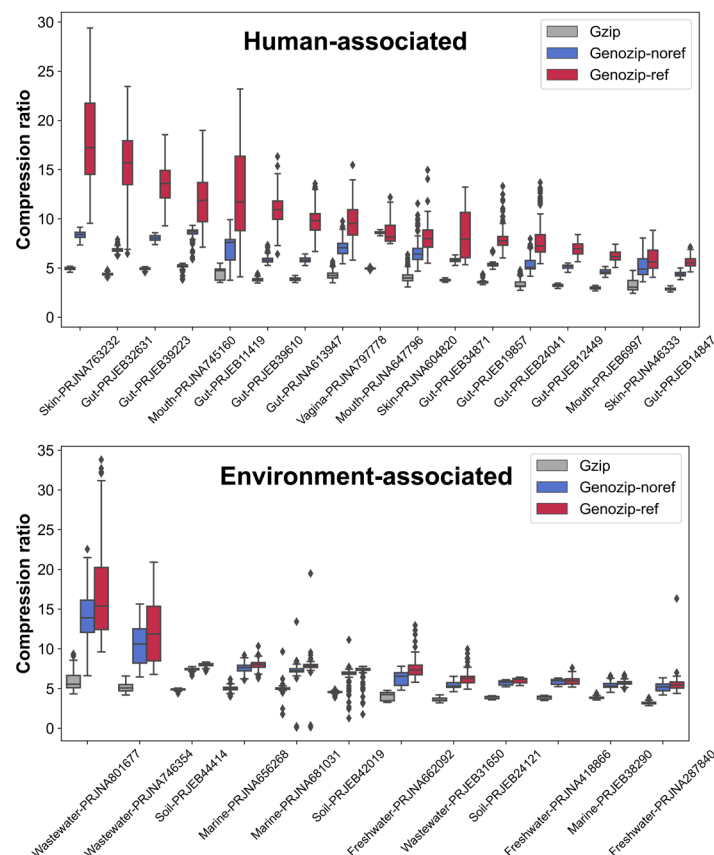 Human-associated
Gzip
Genozip-noref
Genozip-ref
Compression ratio
30
25
20
15
10
5
0
Skin-PRJNA763232
Gut-PRJEB32631
Gut-PRJEB39223
Mouth-PRJNA745160
Gut-PRJEB11419
Gut-PRJEB39610
Gut-PRJNA613947
Vagina-PRJNA797778
Mouth-PRJNA647796
Skin-PRJNA604820
Gut-PRJEB34871
Gut-PRJEB19857
Gut-PRJEB24041
Gut-PRJEB12449
Mouth-PRJEB6997
Skin-PRJNA46333
Gut-PRJEB14847
Environment-associated
Gzip
Genozip-noref
Genozip-ref
Compression ratio
35
30
25
20
15
10
5
0
Wastewater-PRJNA801677
Wastewater-PRJNA746354
Soil-PRJEB44414
Marine-PRJNA656268
Marine-PRJNA681031
Soil-PRJEB42019
Freshwater-PRJNA662092
Wastewater-PRJEB31650
Soil-PRJEB24121
Freshwater-PRJNA418866
Marine-PRJEB38290
Freshwater-PRJNA287840